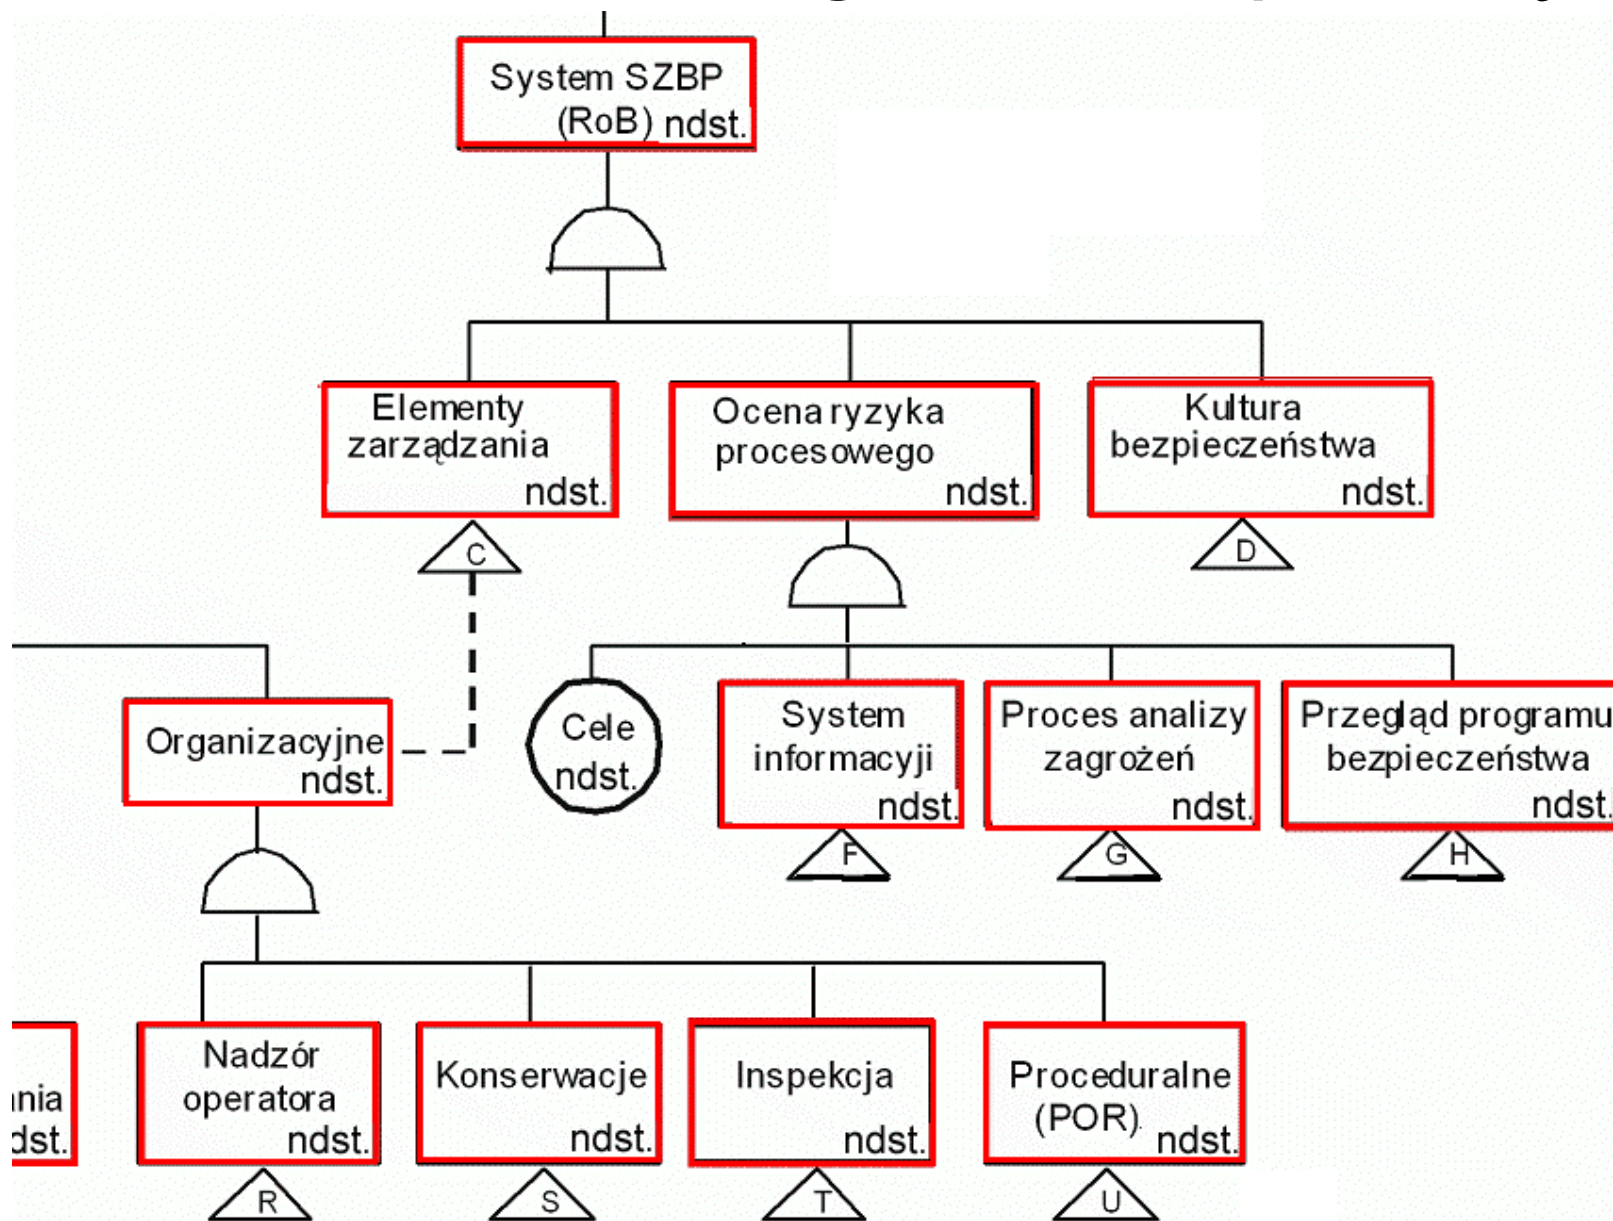 System SZBP
(RoB) ndst.
Elementy
zarządzania
ndst.
Ocena ryzyka
procesowego
ndst.
Kultura
bezpieczeństwa
ndst.
C
D
Organizacyjne
ndst.
Cele
ndst.
System
informacyji
ndst.
Proces analizy
zagrożeń
ndst.
Przegląd programu
bezpieczeństwa
ndst.
F
G
H
Nadzór
operatora
ndst.
Konserwacje
ndst.
Inspekcja
ndst.
Proceduralne
(POR)
ndst.
R
S
T
U